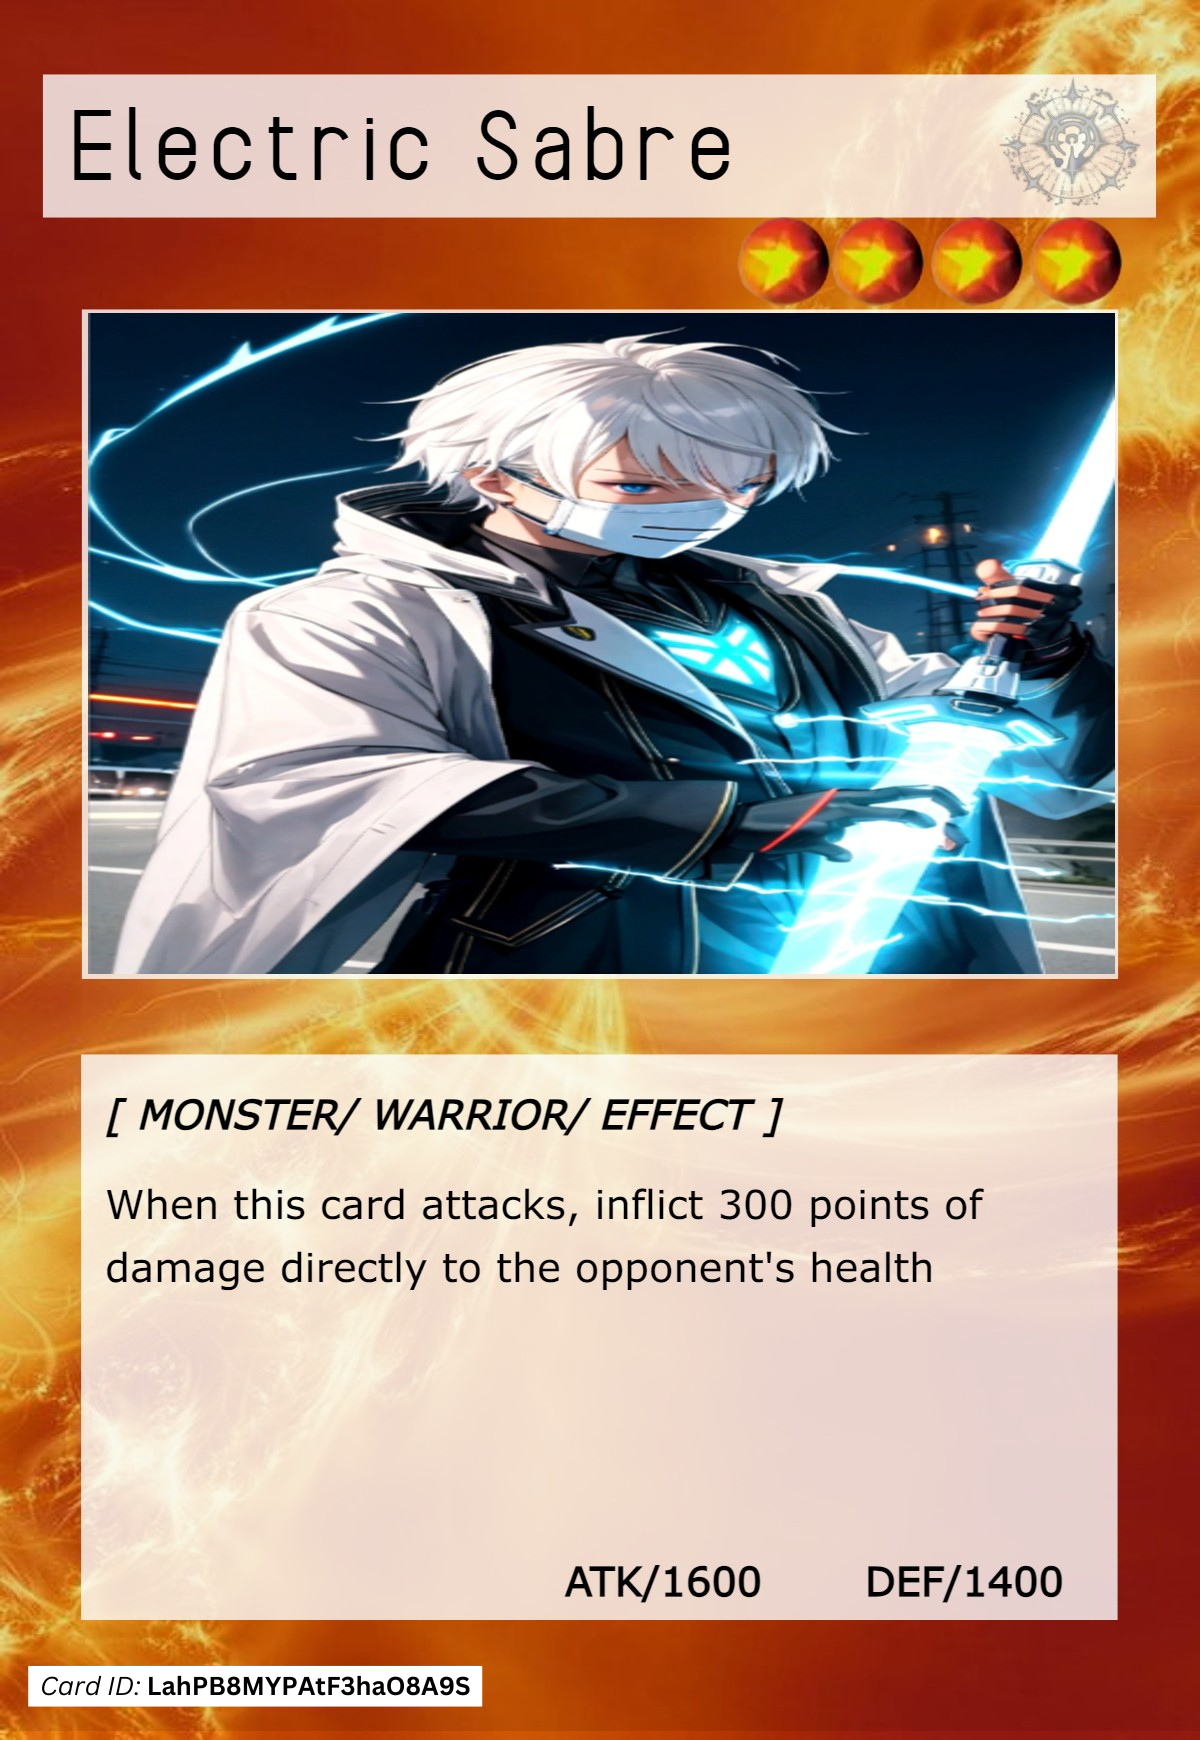 Electric Sabre
[ MONSTER/ WARRIOR/ EFFECT ]
When this card attacks, inflict 300 points of
damage directly to the opponent's health
ATK/1600 DEF/1400
Card ID: LahPB8MYPAtF3haO8A9S